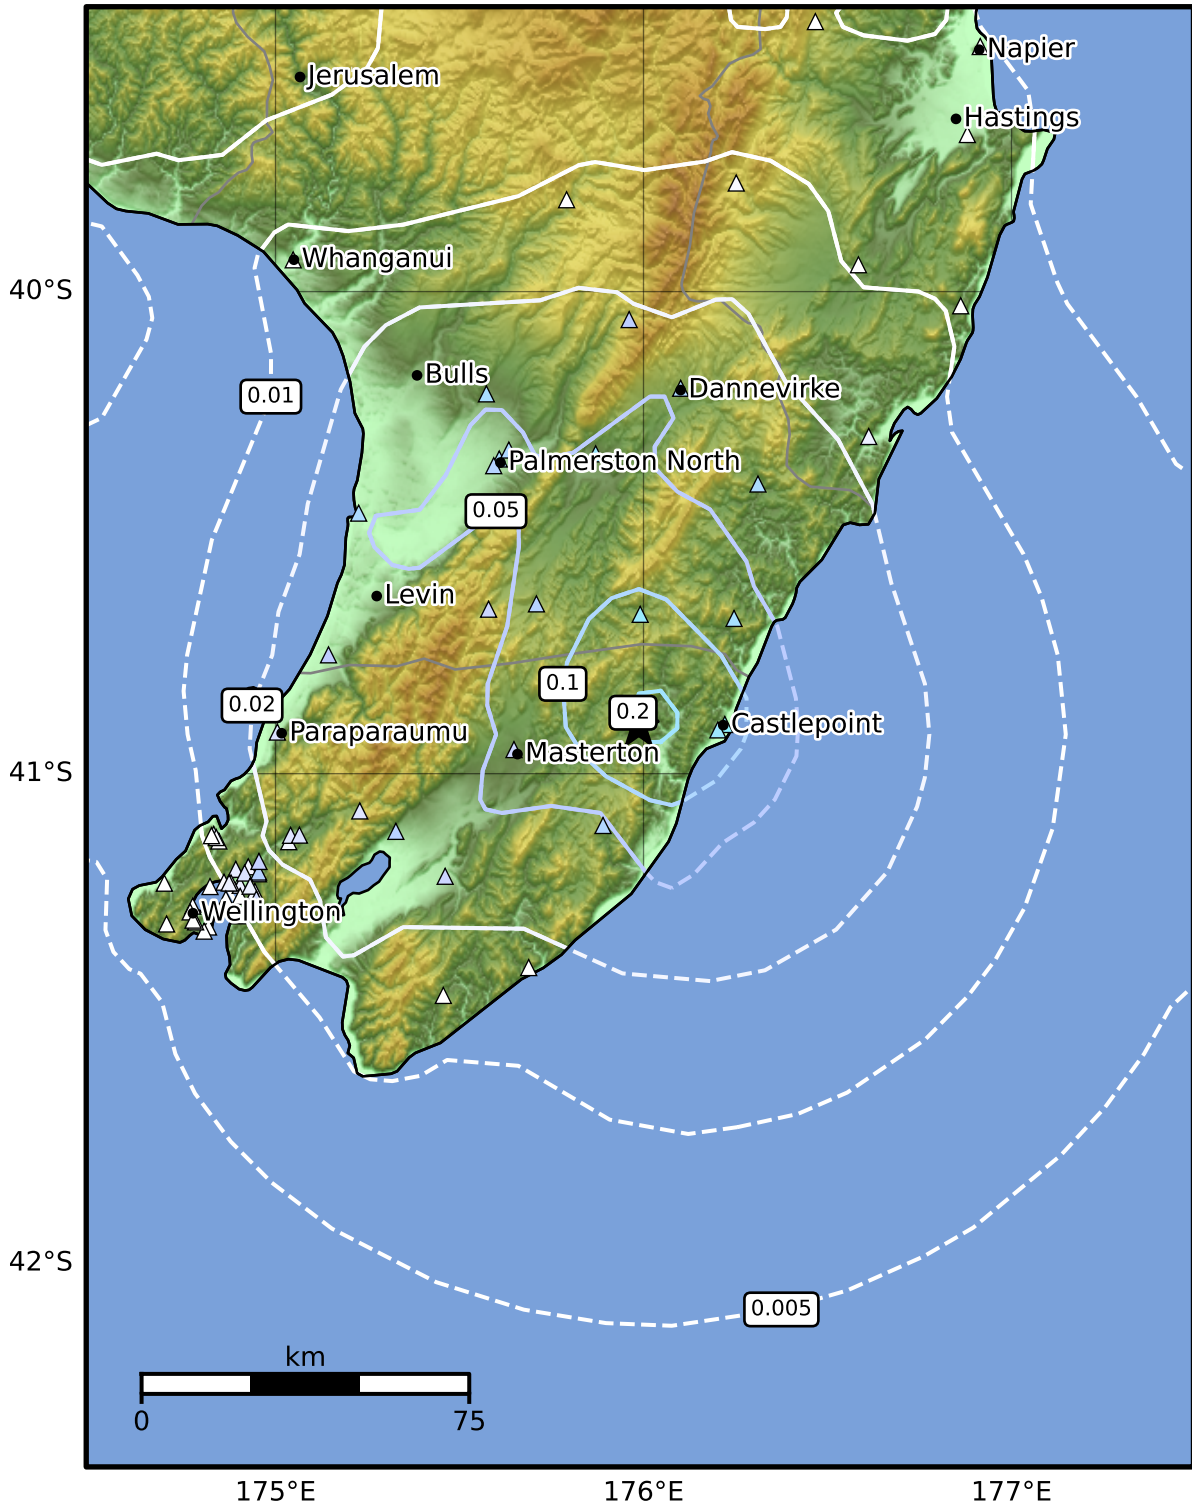 Napier
Jerusalem
Hastings
Whanganui
40°S
Bulls
0.01
Dannevirke
Palmerston North
0.05
Levin
0.1
0.02
0.2
Castlepoint
Paraparaumu
Masterton
41°S
Wellington
42°S
0.005
km
0
75
175°E
176°E
177°E